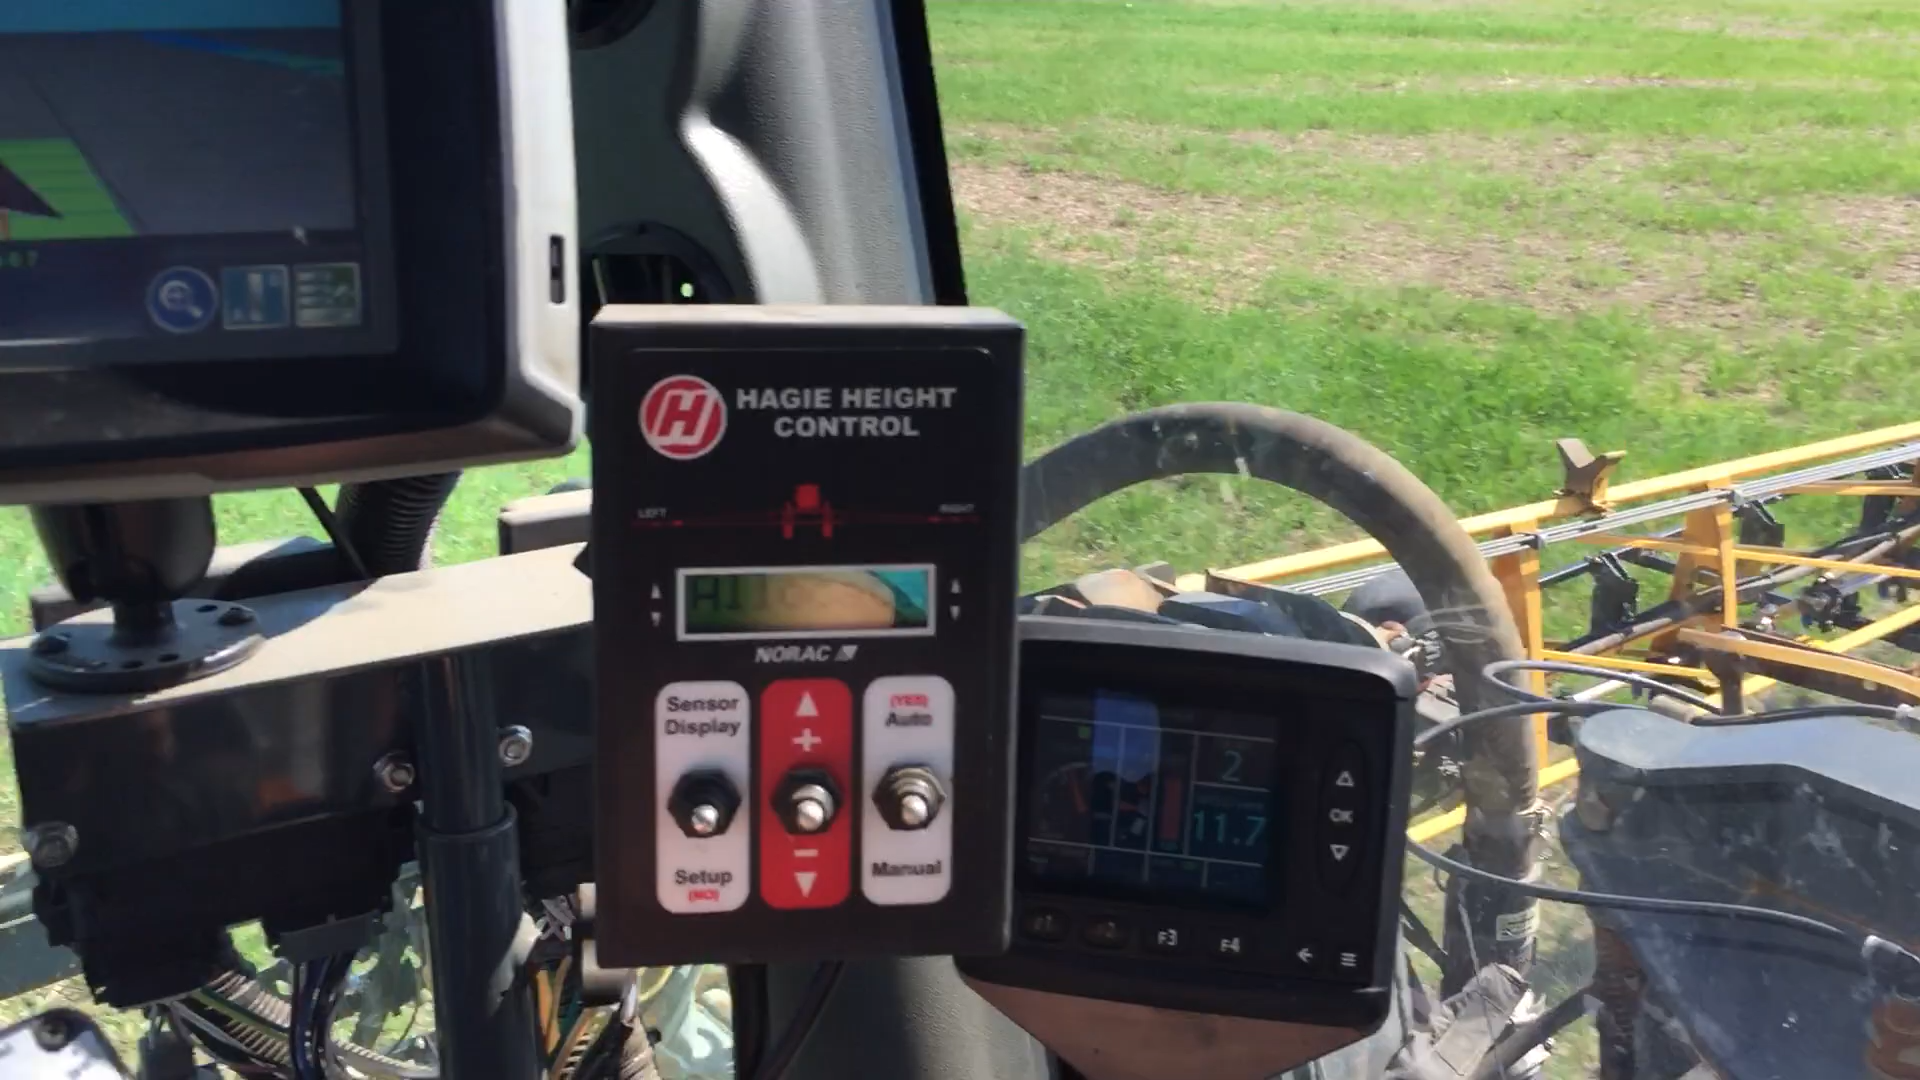 HAGIE HEIGHT
CONTROL
LEFT
RIGHT
NORAC
Sensor
Display
(YES)
Auto
+
−
Setup
(NO)
Manual
2
11.7
OK
F3
F4